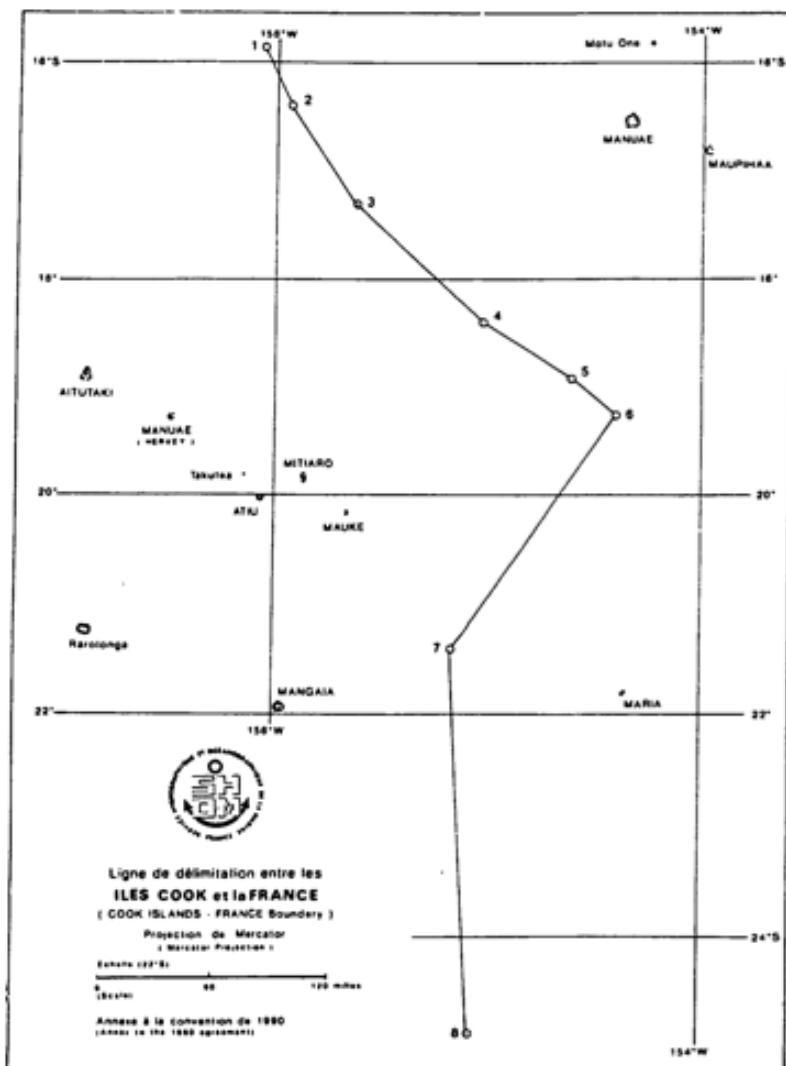 158°W
154°W
1
Motu One
16°S
16°S
2
MANUAE
MAUPIHAA
3
18°
18°
4
5
AITUTAKI
6
MANUAE
( HERVEY )
MITIARO
Takutea
20°
20°
ATIU
MAUKE
Rarotonga
7
MANGAIA
MARIA
22°
22°
158°W
Ligne de délimitation entre les
ILES COOK et la FRANCE
( COOK ISLANDS - FRANCE Boundary )
Projection de Mercator
( Mercator Projection )
24°S
Echelle (22°S)
0 60 120 milles
(Scale)
Annexe à la convention de 1990
(Annex to the 1990 agreement)
8
154°W